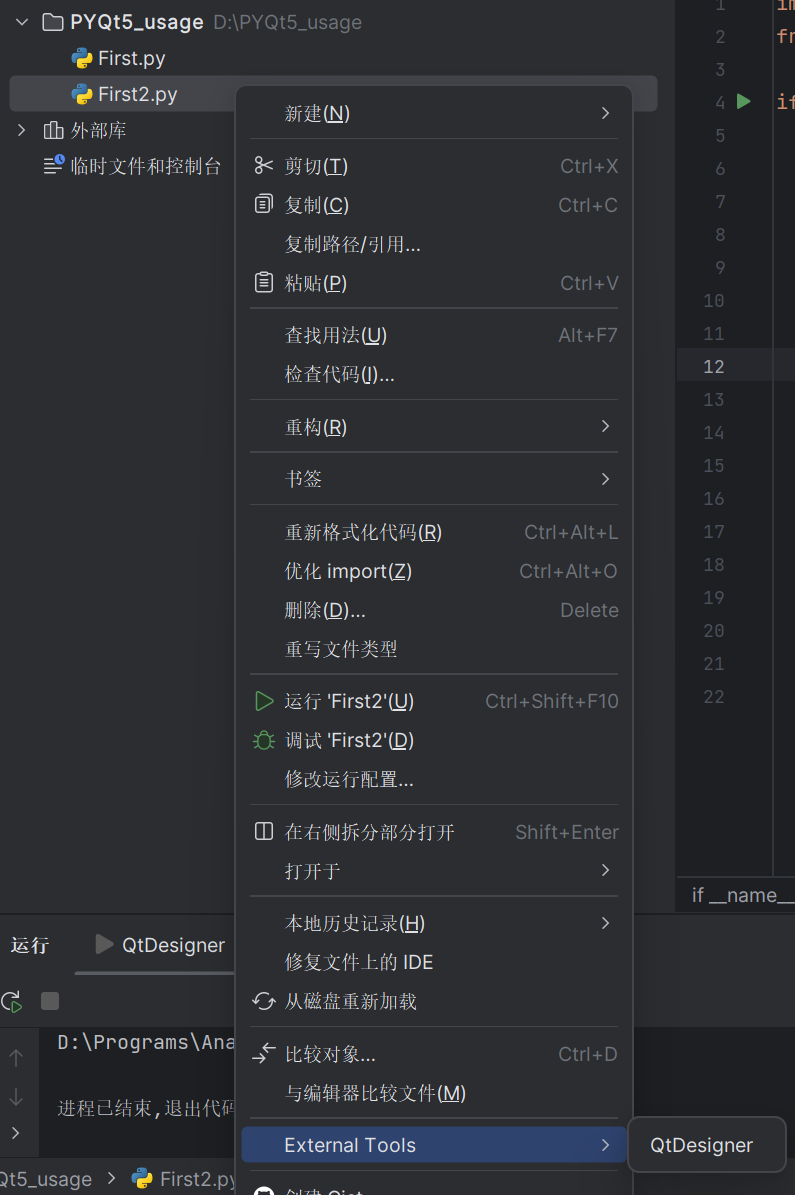 PYQt5_usage D:\PYQt5_usage
First.py
First2.py
外部库
临时文件和控制台
新建(N)
剪切(T) Ctrl+X
复制(C) Ctrl+C
复制路径/引用...
粘贴(P) Ctrl+V
查找用法(U) Alt+F7
检查代码(I)...
重构(R)
书签
重新格式化代码(R) Ctrl+Alt+L
优化 import(Z) Ctrl+Alt+O
删除(D)... Delete
重写文件类型
运行 'First2'(U) Ctrl+Shift+F10
调试 'First2'(D)
修改运行配置...
在右侧拆分部分打开 Shift+Enter
打开于
本地历史记录(H)
修复文件上的 IDE
从磁盘重新加载
比较对象... Ctrl+D
与编辑器比较文件(M)
External Tools
QtDesigner
1 im
2 fr
3
4 if
5
6
7
8
9
10
11
12
13
14
15
16
17
18
19
20
21
22
if __name__
运行 QtDesigner
D:\Programs\Ana
进程已结束,退出代码
Qt5_usage First2.py